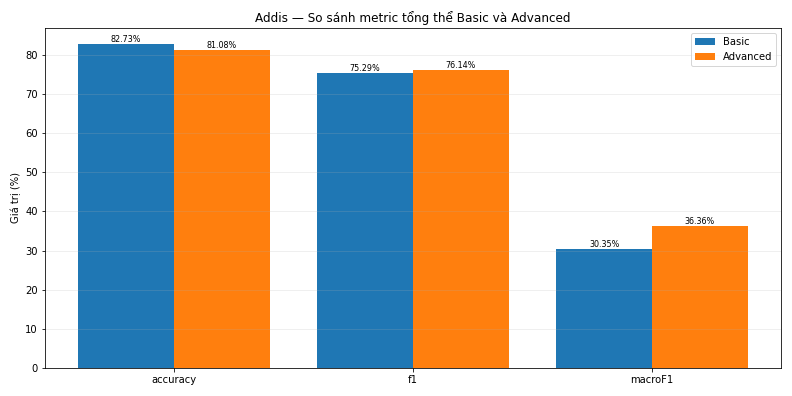 Addis — So sánh metric tổng thể Basic và Advanced
Basic
Advanced
82.73%
81.08%
75.29%
76.14%
30.35%
36.36%
Giá trị (%)
80
70
60
50
40
30
20
10
0
accuracy
f1
macroF1